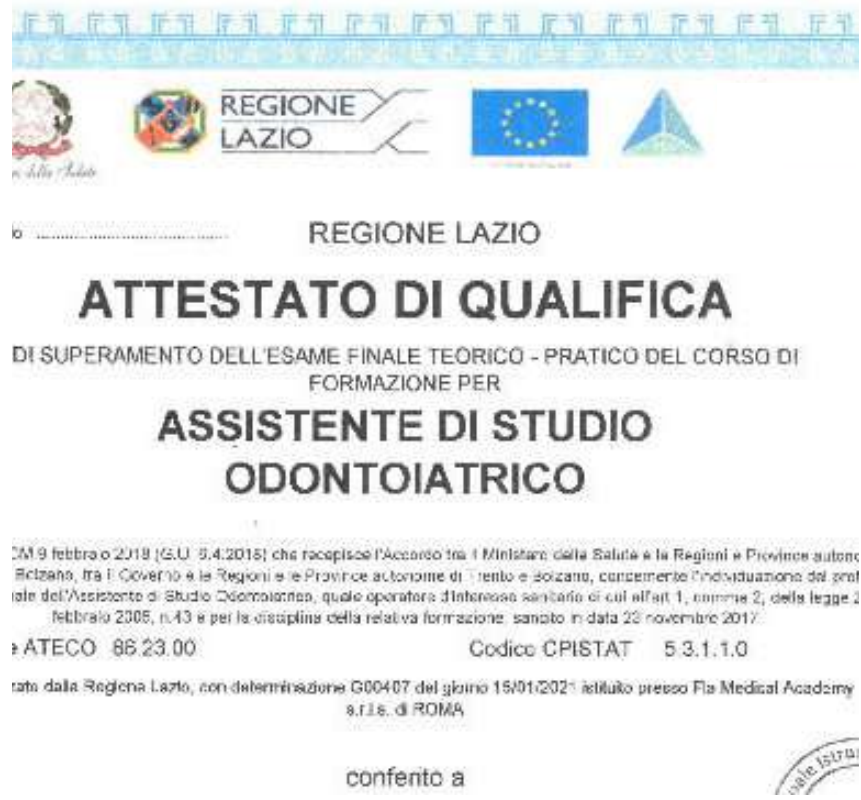 REGIONE
LAZIO
REGIONE LAZIO
ATTESTATO DI QUALIFICA
DI SUPERAMENTO DELL'ESAME FINALE TEORICO - PRATICO DEL CORSO DI
FORMAZIONE PER
ASSISTENTE DI STUDIO
ODONTOIATRICO
9 febbraio 2018 (G.U. 6.4.2018) che recepisce l'Accordo tra il Ministero della Salute e le Regioni e Province
Bolzano, tra il Governo e le Regioni e le Province autonome di Trento e Bolzano, concernente l'individuazione del
dell'Assistente di Studio Odontoiatrico, quale operatore d'interesse sanitario di cui all'art 1, comma 2, della legge
febbraio 2006, n.43 e per la disciplina della relativa formazione, sancito in data 23 novembre 2017
ATECO 86.23.00
Codice CPISTAT 5.3.1.1.0
dalla Regione Lazio, con determinazione G00407 del giorno 15/01/2021 istituito presso Medical Academy
s.r.l.s. di ROMA
conferito a